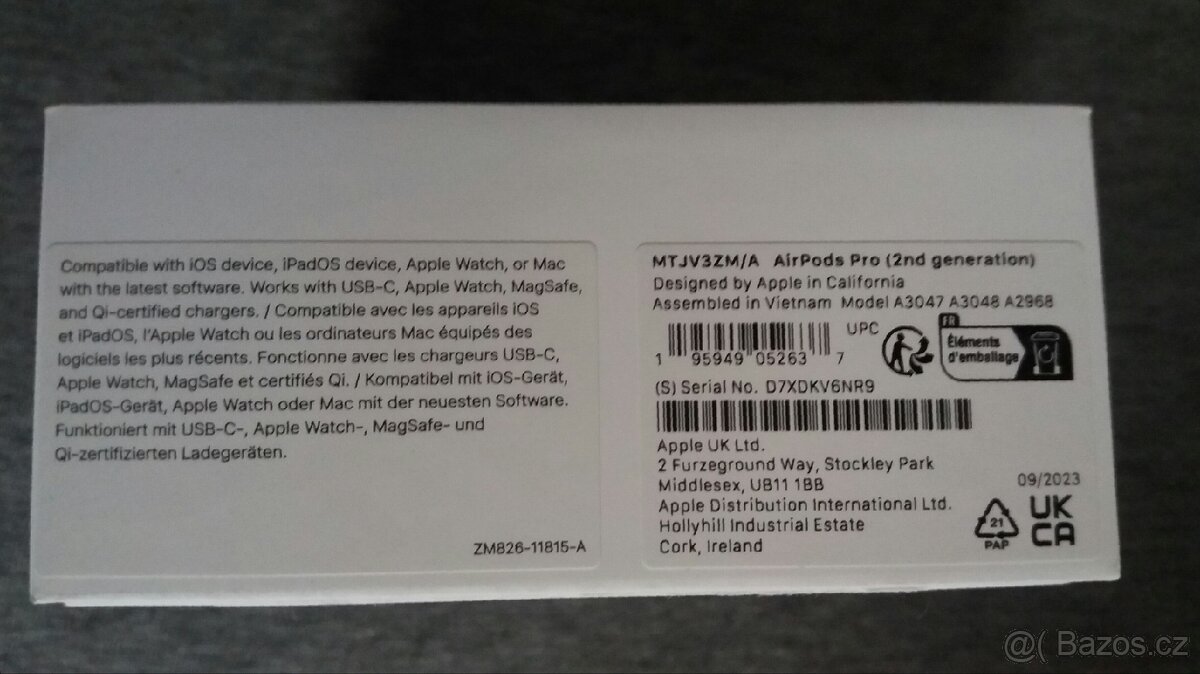 Compatible with iOS device, iPadOS device, Apple Watch, or Mac
with the latest software. Works with USB-C, Apple Watch, MagSafe,
and Qi-certified chargers. / Compatible avec les appareils iOS
et iPadOS, l'Apple Watch ou les ordinateurs Mac équipés des
logiciels les plus récents. Fonctionne avec les chargeurs USB-C,
Apple Watch, MagSafe et certifiés Qi. / Kompatibel mit iOS-Gerät,
iPadOS-Gerät, Apple Watch oder Mac mit der neuesten Software.
Funktioniert mit USB-C-, Apple Watch-, MagSafe- und
Qi-zertifizierten Ladegeräten.
ZM826-11815-A
MTJV3ZM/A AirPods Pro (2nd generation)
Designed by Apple in California
Assembled in Vietnam Model A3047 A3048 A2968
UPC
1 95949 05263 7
FR
Éléments
d'emballage
(S) Serial No. D7XDKV6NR9
Apple UK Ltd.
2 Furzeground Way, Stockley Park
Middlesex, UB11 1BB
Apple Distribution International Ltd.
Hollyhill Industrial Estate
Cork, Ireland
09/2023
21
PAP
UK
CA
@( Bazos.cz